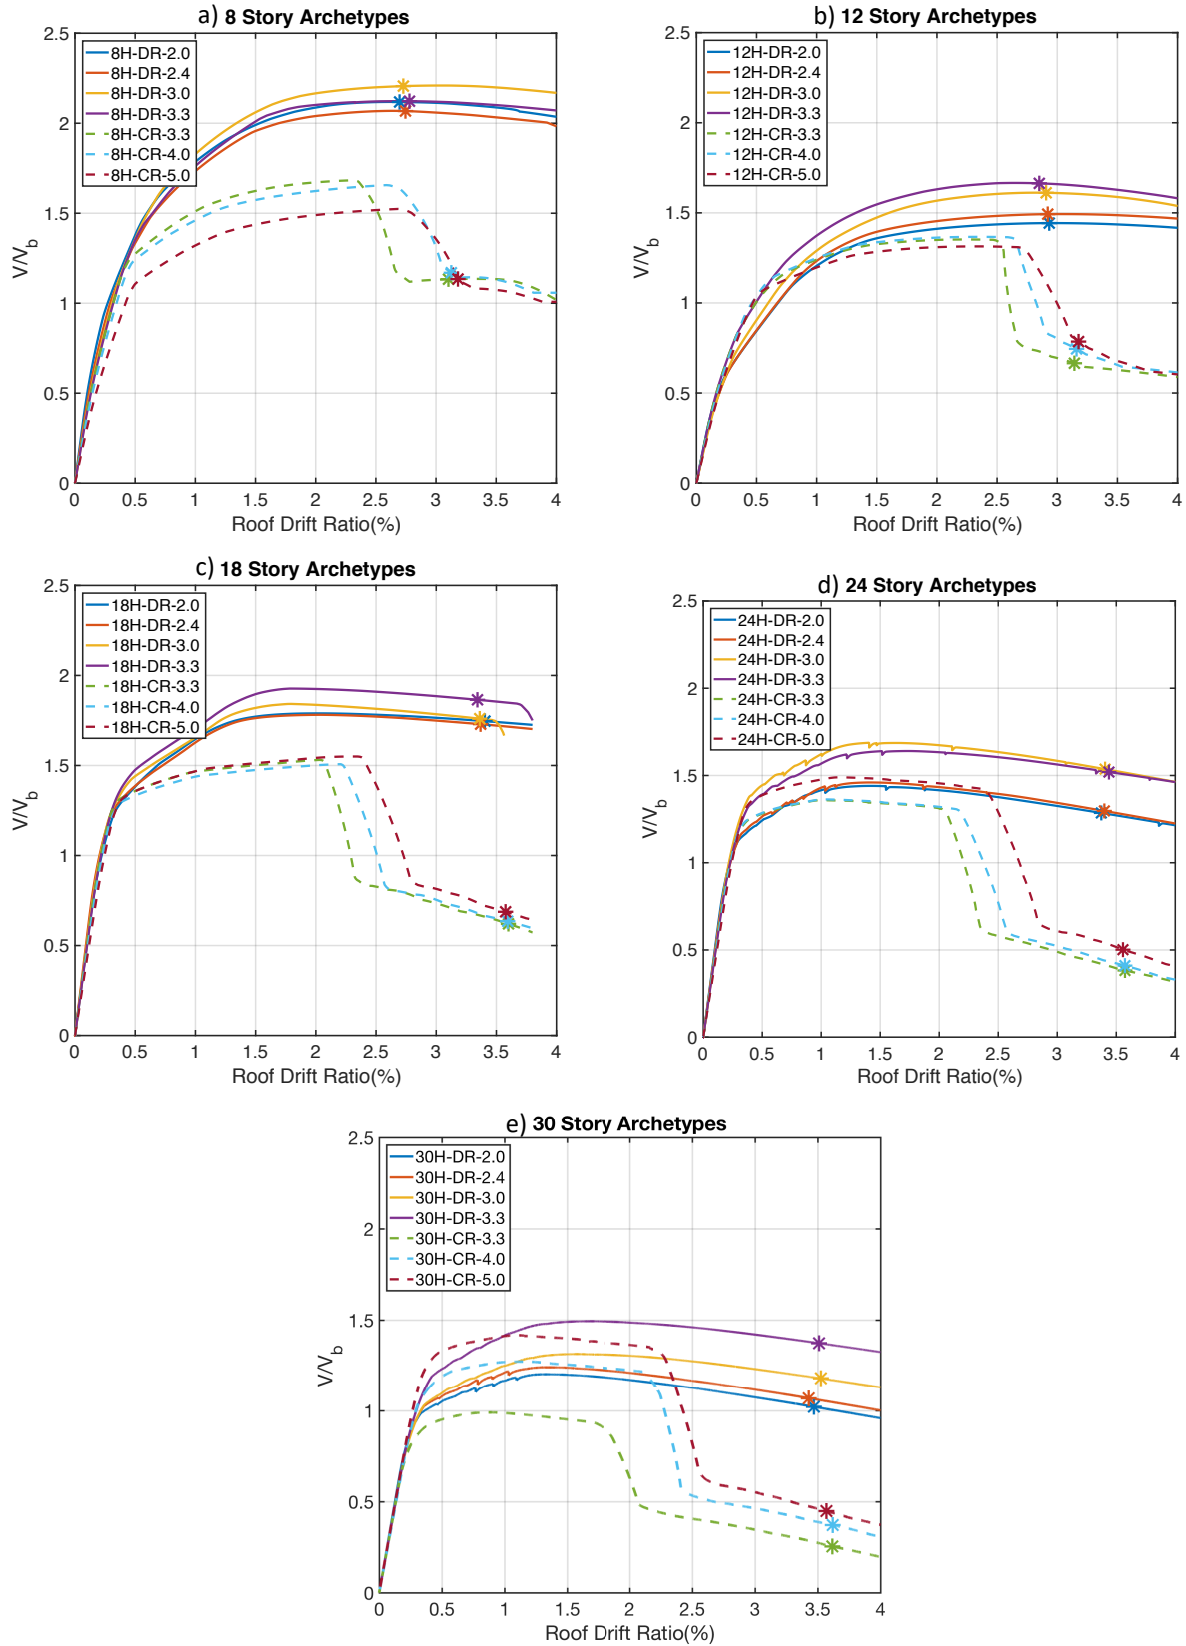 a) 8 Story Archetypes
2.5
2
1.5
1
0.5
0
V/Vb
8H-DR-2.0
8H-DR-2.4
8H-DR-3.0
8H-DR-3.3
8H-CR-3.3
8H-CR-4.0
8H-CR-5.0
0 0.5 1 1.5 2 2.5 3 3.5 4
Roof Drift Ratio(%)
b) 12 Story Archetypes
2.5
2
1.5
1
0.5
0
V/Vb
12H-DR-2.0
12H-DR-2.4
12H-DR-3.0
12H-DR-3.3
12H-CR-3.3
12H-CR-4.0
12H-CR-5.0
0 0.5 1 1.5 2 2.5 3 3.5 4
Roof Drift Ratio(%)
c) 18 Story Archetypes
2.5
2
1.5
1
0.5
0
V/Vb
18H-DR-2.0
18H-DR-2.4
18H-DR-3.0
18H-DR-3.3
18H-CR-3.3
18H-CR-4.0
18H-CR-5.0
0 0.5 1 1.5 2 2.5 3 3.5 4
Roof Drift Ratio(%)
d) 24 Story Archetypes
2.5
2
1.5
1
0.5
0
V/Vb
24H-DR-2.0
24H-DR-2.4
24H-DR-3.0
24H-DR-3.3
24H-CR-3.3
24H-CR-4.0
24H-CR-5.0
0 0.5 1 1.5 2 2.5 3 3.5 4
Roof Drift Ratio(%)
e) 30 Story Archetypes
2.5
2
1.5
1
0.5
0
V/Vb
30H-DR-2.0
30H-DR-2.4
30H-DR-3.0
30H-DR-3.3
30H-CR-3.3
30H-CR-4.0
30H-CR-5.0
0 0.5 1 1.5 2 2.5 3 3.5 4
Roof Drift Ratio(%)